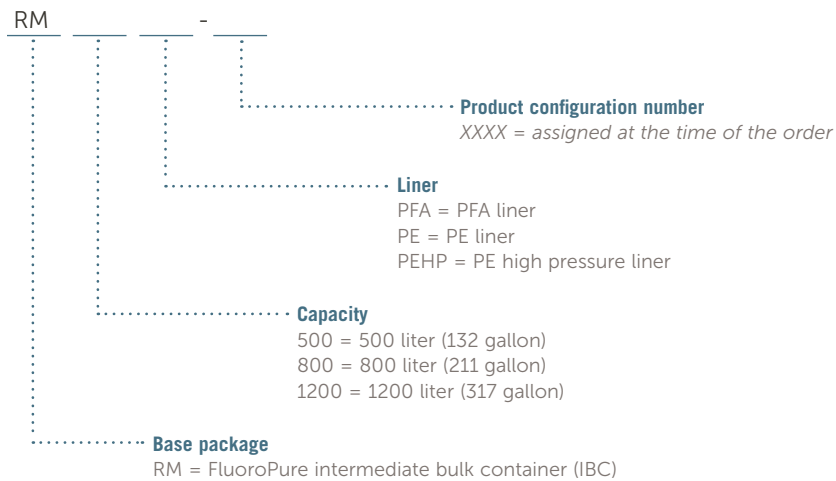 RM -
Product configuration number
XXXX = assigned at the time of the order
Liner
PFA = PFA liner
PE = PE liner
PEHP = PE high pressure liner
Capacity
500 = 500 liter (132 gallon)
800 = 800 liter (211 gallon)
1200 = 1200 liter (317 gallon)
Base package
RM = FluoroPure intermediate bulk container (IBC)